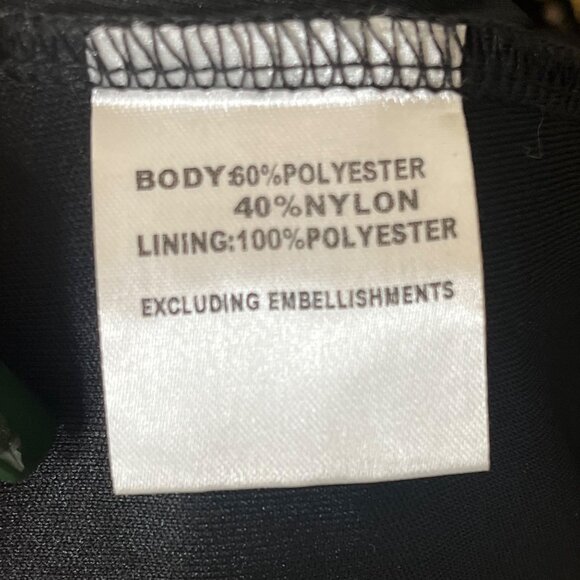 BODY:60%POLYESTER
40%NYLON
LINING:100%POLYESTER
EXCLUDING EMBELLISHMENTS